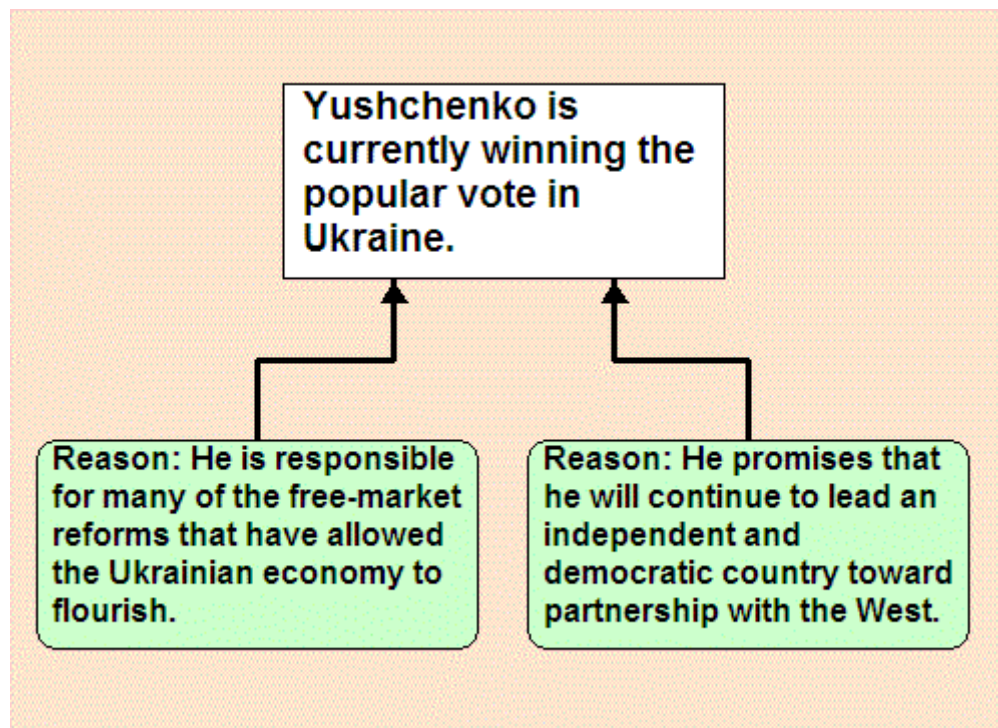 Yushchenko is
currently winning the
popular vote in
Ukraine.
Reason: He is responsible
for many of the free-market
reforms that have allowed
the Ukrainian economy to
flourish.
Reason: He promises that
he will continue to lead an
independent and
democratic country toward
partnership with the West.